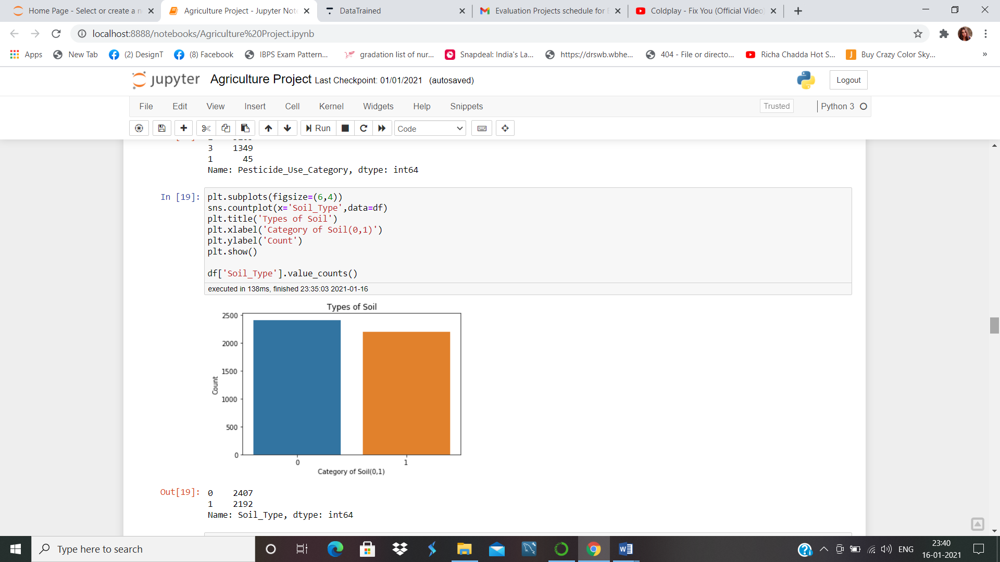 Home Page - Select or create a n
Agriculture Project - Jupyter Not
DataTrained
Evaluation Projects schedule for
Coldplay - Fix You (Official Video)
localhost:8888/notebooks/Agriculture%20Project.ipynb
Apps
New Tab
(2) DesignT
(8) Facebook
IBPS Exam Pattern...
gradation list of nur...
Snapdeal: India's La...
https://drswb.wbhe...
404 - File or directo...
Richa Chadda Hot S...
Buy Crazy Color Sky...
»
jupyter Agriculture Project Last Checkpoint: 01/01/2021 (autosaved)
Logout
File Edit View Insert Cell Kernel Widgets Help Snippets
Trusted
Python 3
Run
Code
3 1349
1 45
Name: Pesticide_Use_Category, dtype: int64
In [19]:
plt.subplots(figsize=(6,4))
sns.countplot(x='Soil_Type',data=df)
plt.title('Types of Soil')
plt.xlabel('Category of Soil(0,1)')
plt.ylabel('Count')
plt.show()
df['Soil_Type'].value_counts()
executed in 138ms, finished 23:35:03 2021-01-16
Types of Soil
2500
2000
1500
1000
500
0
Count
0 1
Category of Soil(0,1)
Out[19]:
0 2407
1 2192
Name: Soil_Type, dtype: int64
Type here to search
ENG
23:40
16-01-2021